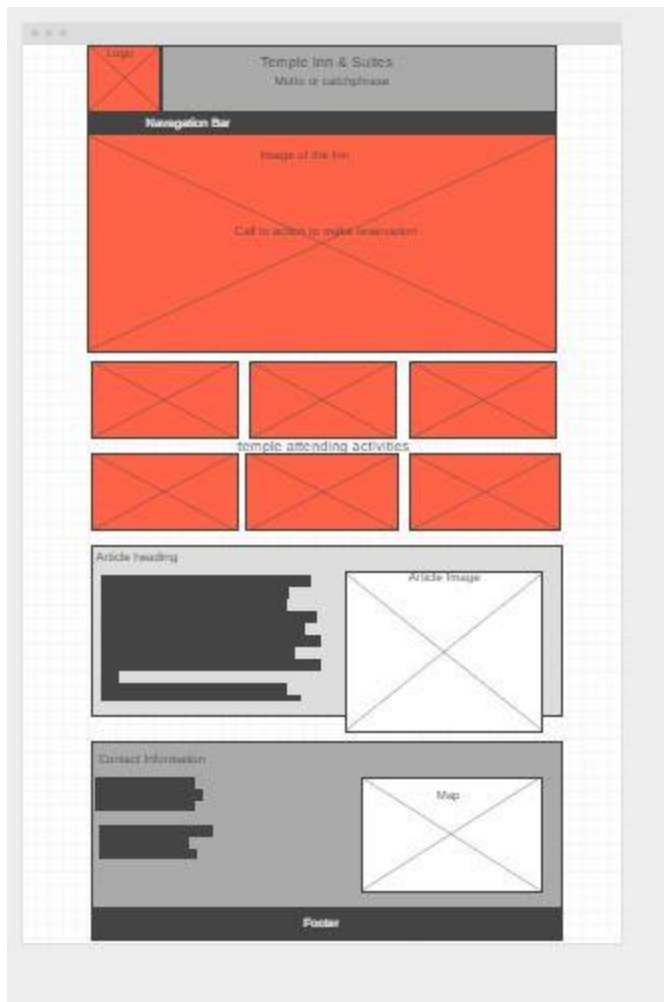 Logo
Temple Inn & Suites
Motto or catchphrase
Navagation Bar
Image of the Inn
Call to action to make reservation
temple attending activities
Article heading
Article Image
Contact Information
Map
Footer